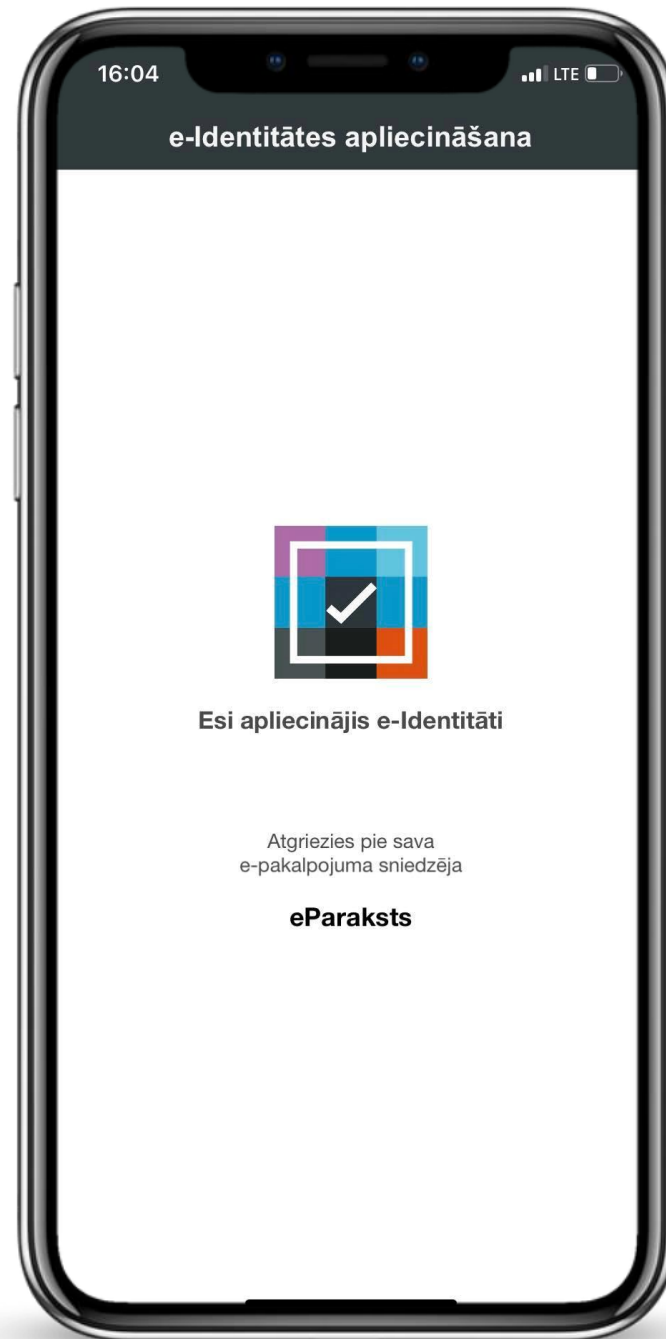 16:04
LTE
e-Identitātes apliecināšana
Esi apliecinājis e-Identitāti
Atgriezies pie sava
e-pakalpojuma sniedzēja
eParaksts